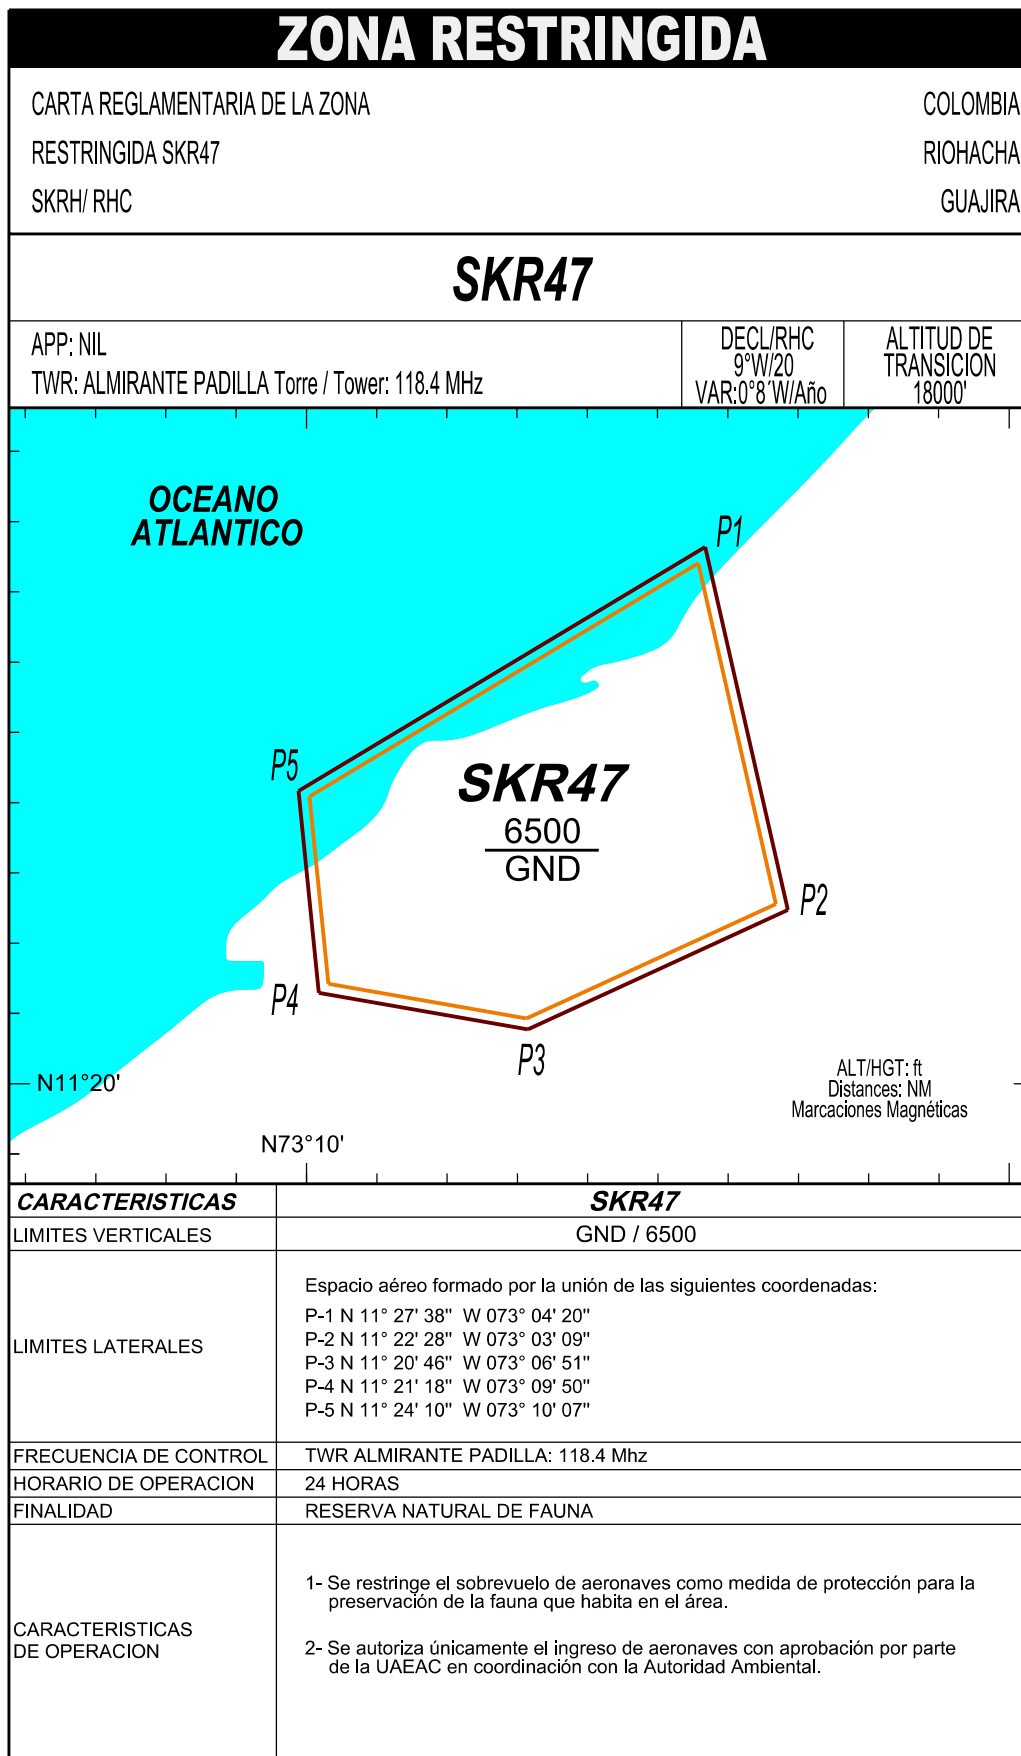 ZONA RESTRINGIDA
CARTA REGLAMENTARIA DE LA ZONA
COLOMBIA
RESTRINGIDA SKR47
RIOHACHA
SKRH/ RHC
GUAJIRA
SKR47
APP: NIL
TWR: ALMIRANTE PADILLA Torre / Tower: 118.4 MHz
DECL/RHC
9°W/20
VAR:0°8´W/Año
ALTITUD DE
TRANSICION
18000'
OCEANO
ATLANTICO
P1
P5
SKR47
6500
GND
P2
P4
P3
N11°20'
ALT/HGT: ft
Distances: NM
Marcaciones Magnéticas
N73°10'
CARACTERISTICAS
SKR47
LIMITES VERTICALES
GND / 6500
LIMITES LATERALES
Espacio aéreo formado por la unión de las siguientes coordenadas:
P-1 N 11° 27' 38" W 073° 04' 20"
P-2 N 11° 22' 28" W 073° 03' 09"
P-3 N 11° 20' 46" W 073° 06' 51"
P-4 N 11° 21' 18" W 073° 09' 50"
P-5 N 11° 24' 10" W 073° 10' 07"
FRECUENCIA DE CONTROL
TWR ALMIRANTE PADILLA: 118.4 Mhz
HORARIO DE OPERACION
24 HORAS
FINALIDAD
RESERVA NATURAL DE FAUNA
CARACTERISTICAS
DE OPERACION
1- Se restringe el sobrevuelo de aeronaves como medida de protección para la
preservación de la fauna que habita en el área.
2- Se autoriza únicamente el ingreso de aeronaves con aprobación por parte
de la UAEAC en coordinación con la Autoridad Ambiental.